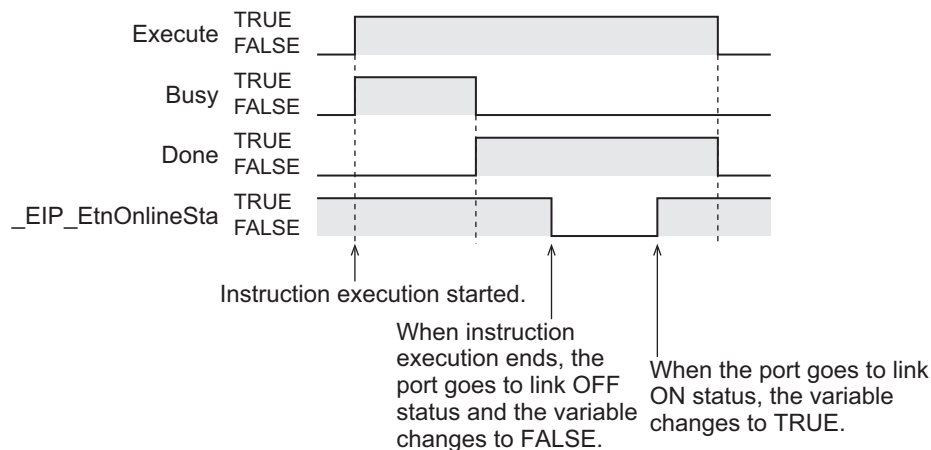 Execute TRUE
FALSE
Busy TRUE
FALSE
Done TRUE
FALSE
_EIP_EtnOnlineSta TRUE
FALSE
Instruction execution started.
When instruction
execution ends, the
port goes to link OFF
status and the variable
changes to FALSE.
When the port goes to link
ON status, the variable
changes to TRUE.